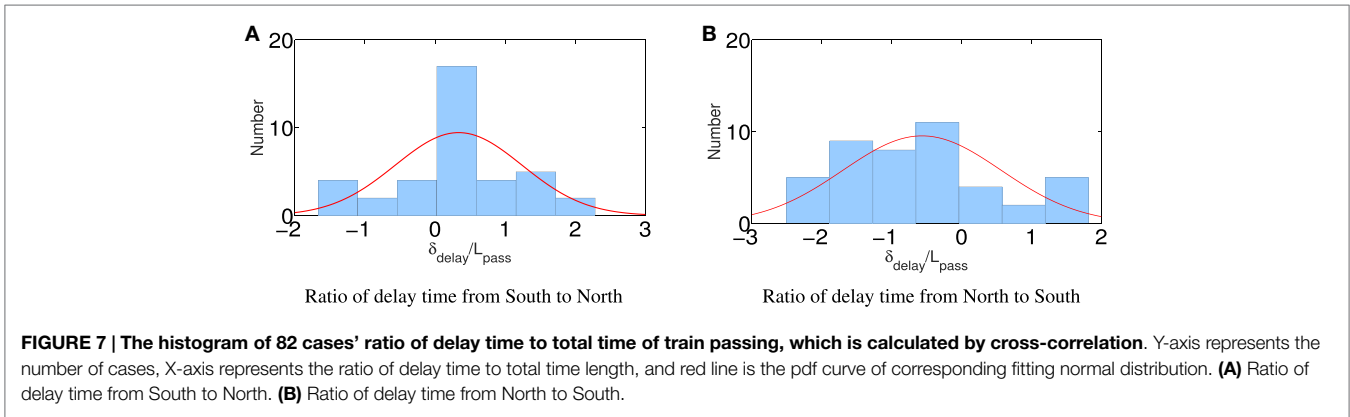 A
B
20
10
0
Number
−2 −1 0 1 2 3
δdelay/Lpass
Ratio of delay time from South to North
20
10
0
Number
−3 −2 −1 0 1 2
δdelay/Lpass
Ratio of delay time from North to South
FIGURE 7 | The histogram of 82 cases’ ratio of delay time to total time of train passing, which is calculated by cross-correlation. Y-axis represents the
number of cases, X-axis represents the ratio of delay time to total time length, and red line is the pdf curve of corresponding fitting normal distribution. (A) Ratio of
delay time from South to North. (B) Ratio of delay time from North to South.